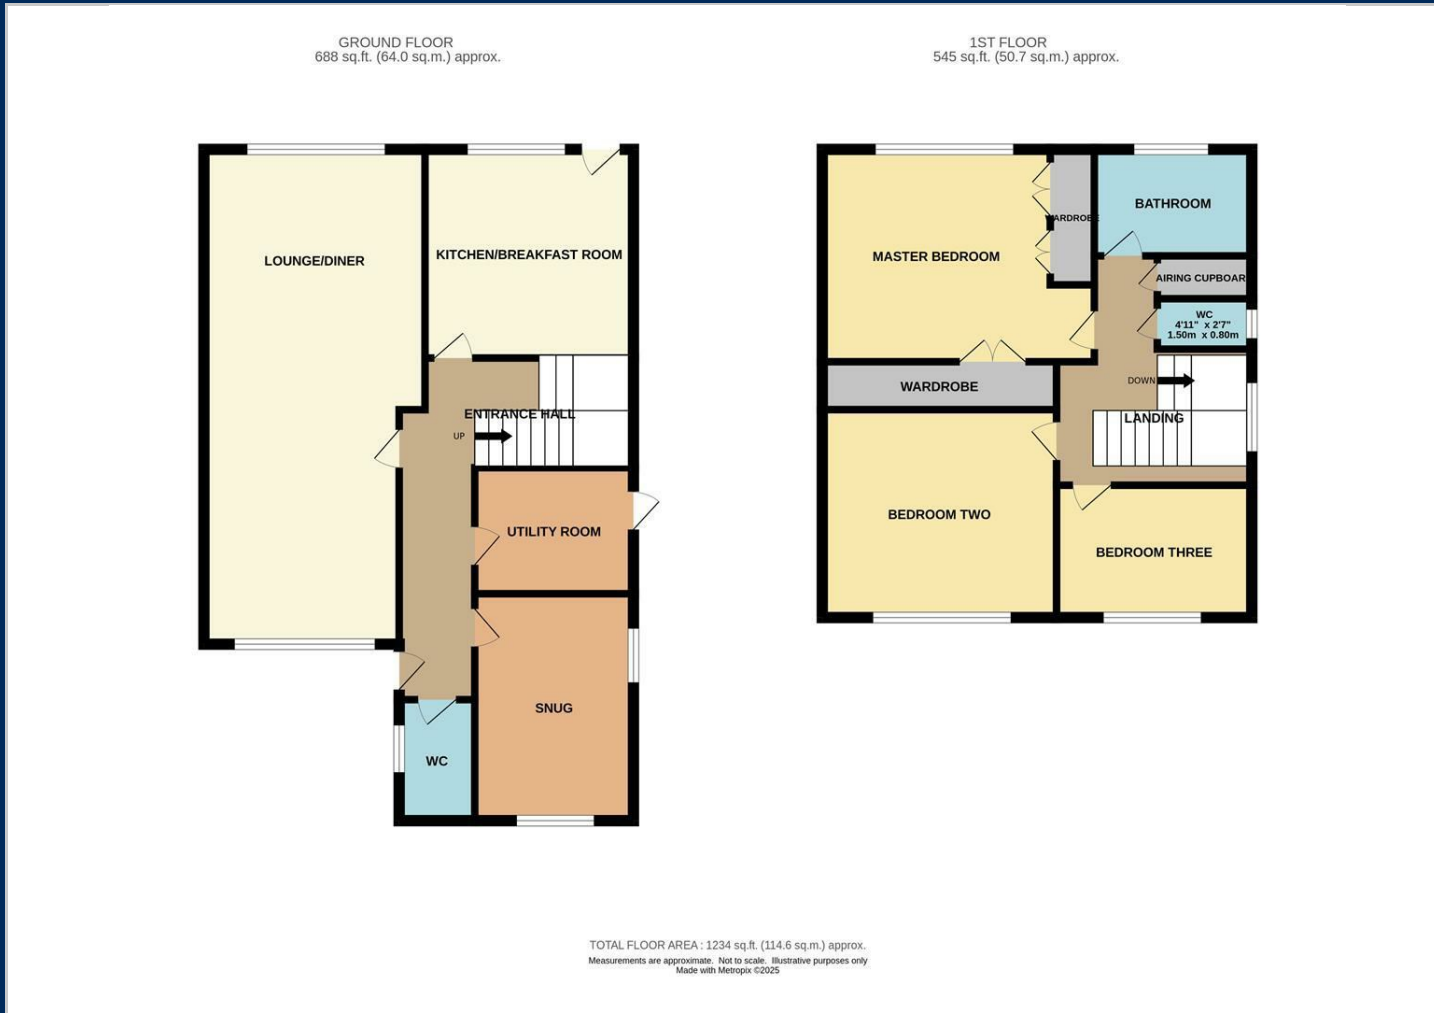 GROUND FLOOR
688 sq.ft. (64.0 sq.m.) approx.
1ST FLOOR
545 sq.ft. (50.7 sq.m.) approx.
LOUNGE/DINER
KITCHEN/BREAKFAST ROOM
ENTRANCE HALL
UP
UTILITY ROOM
SNUG
WC
MASTER BEDROOM
WARDROBE
BATHROOM
AIRING CUPBOAR
WC
4'11" x 2'7"
1.50m x 0.80m
WARDROBE
DOWN
LANDING
BEDROOM TWO
BEDROOM THREE
TOTAL FLOOR AREA : 1234 sq.ft. (114.6 sq.m.) approx.
Measurements are approximate. Not to scale. Illustrative purposes only
Made with Metropix ©2025